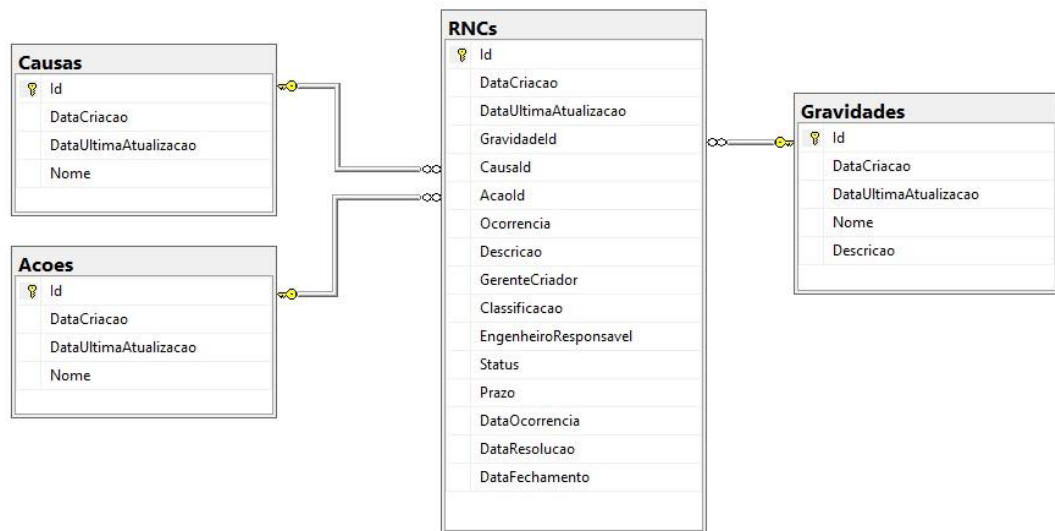 Causas
Id
DataCriacao
DataUltimaAtualizacao
Nome
Acoes
Id
DataCriacao
DataUltimaAtualizacao
Nome
RNCs
Id
DataCriacao
DataUltimaAtualizacao
GravidadeId
CausaId
AcaoId
Ocorrencia
Descricao
GerenteCriador
Classificacao
EngenheiroResponsavel
Status
Prazo
DataOcorrencia
DataResolucao
DataFechamento
Gravidades
Id
DataCriacao
DataUltimaAtualizacao
Nome
Descricao